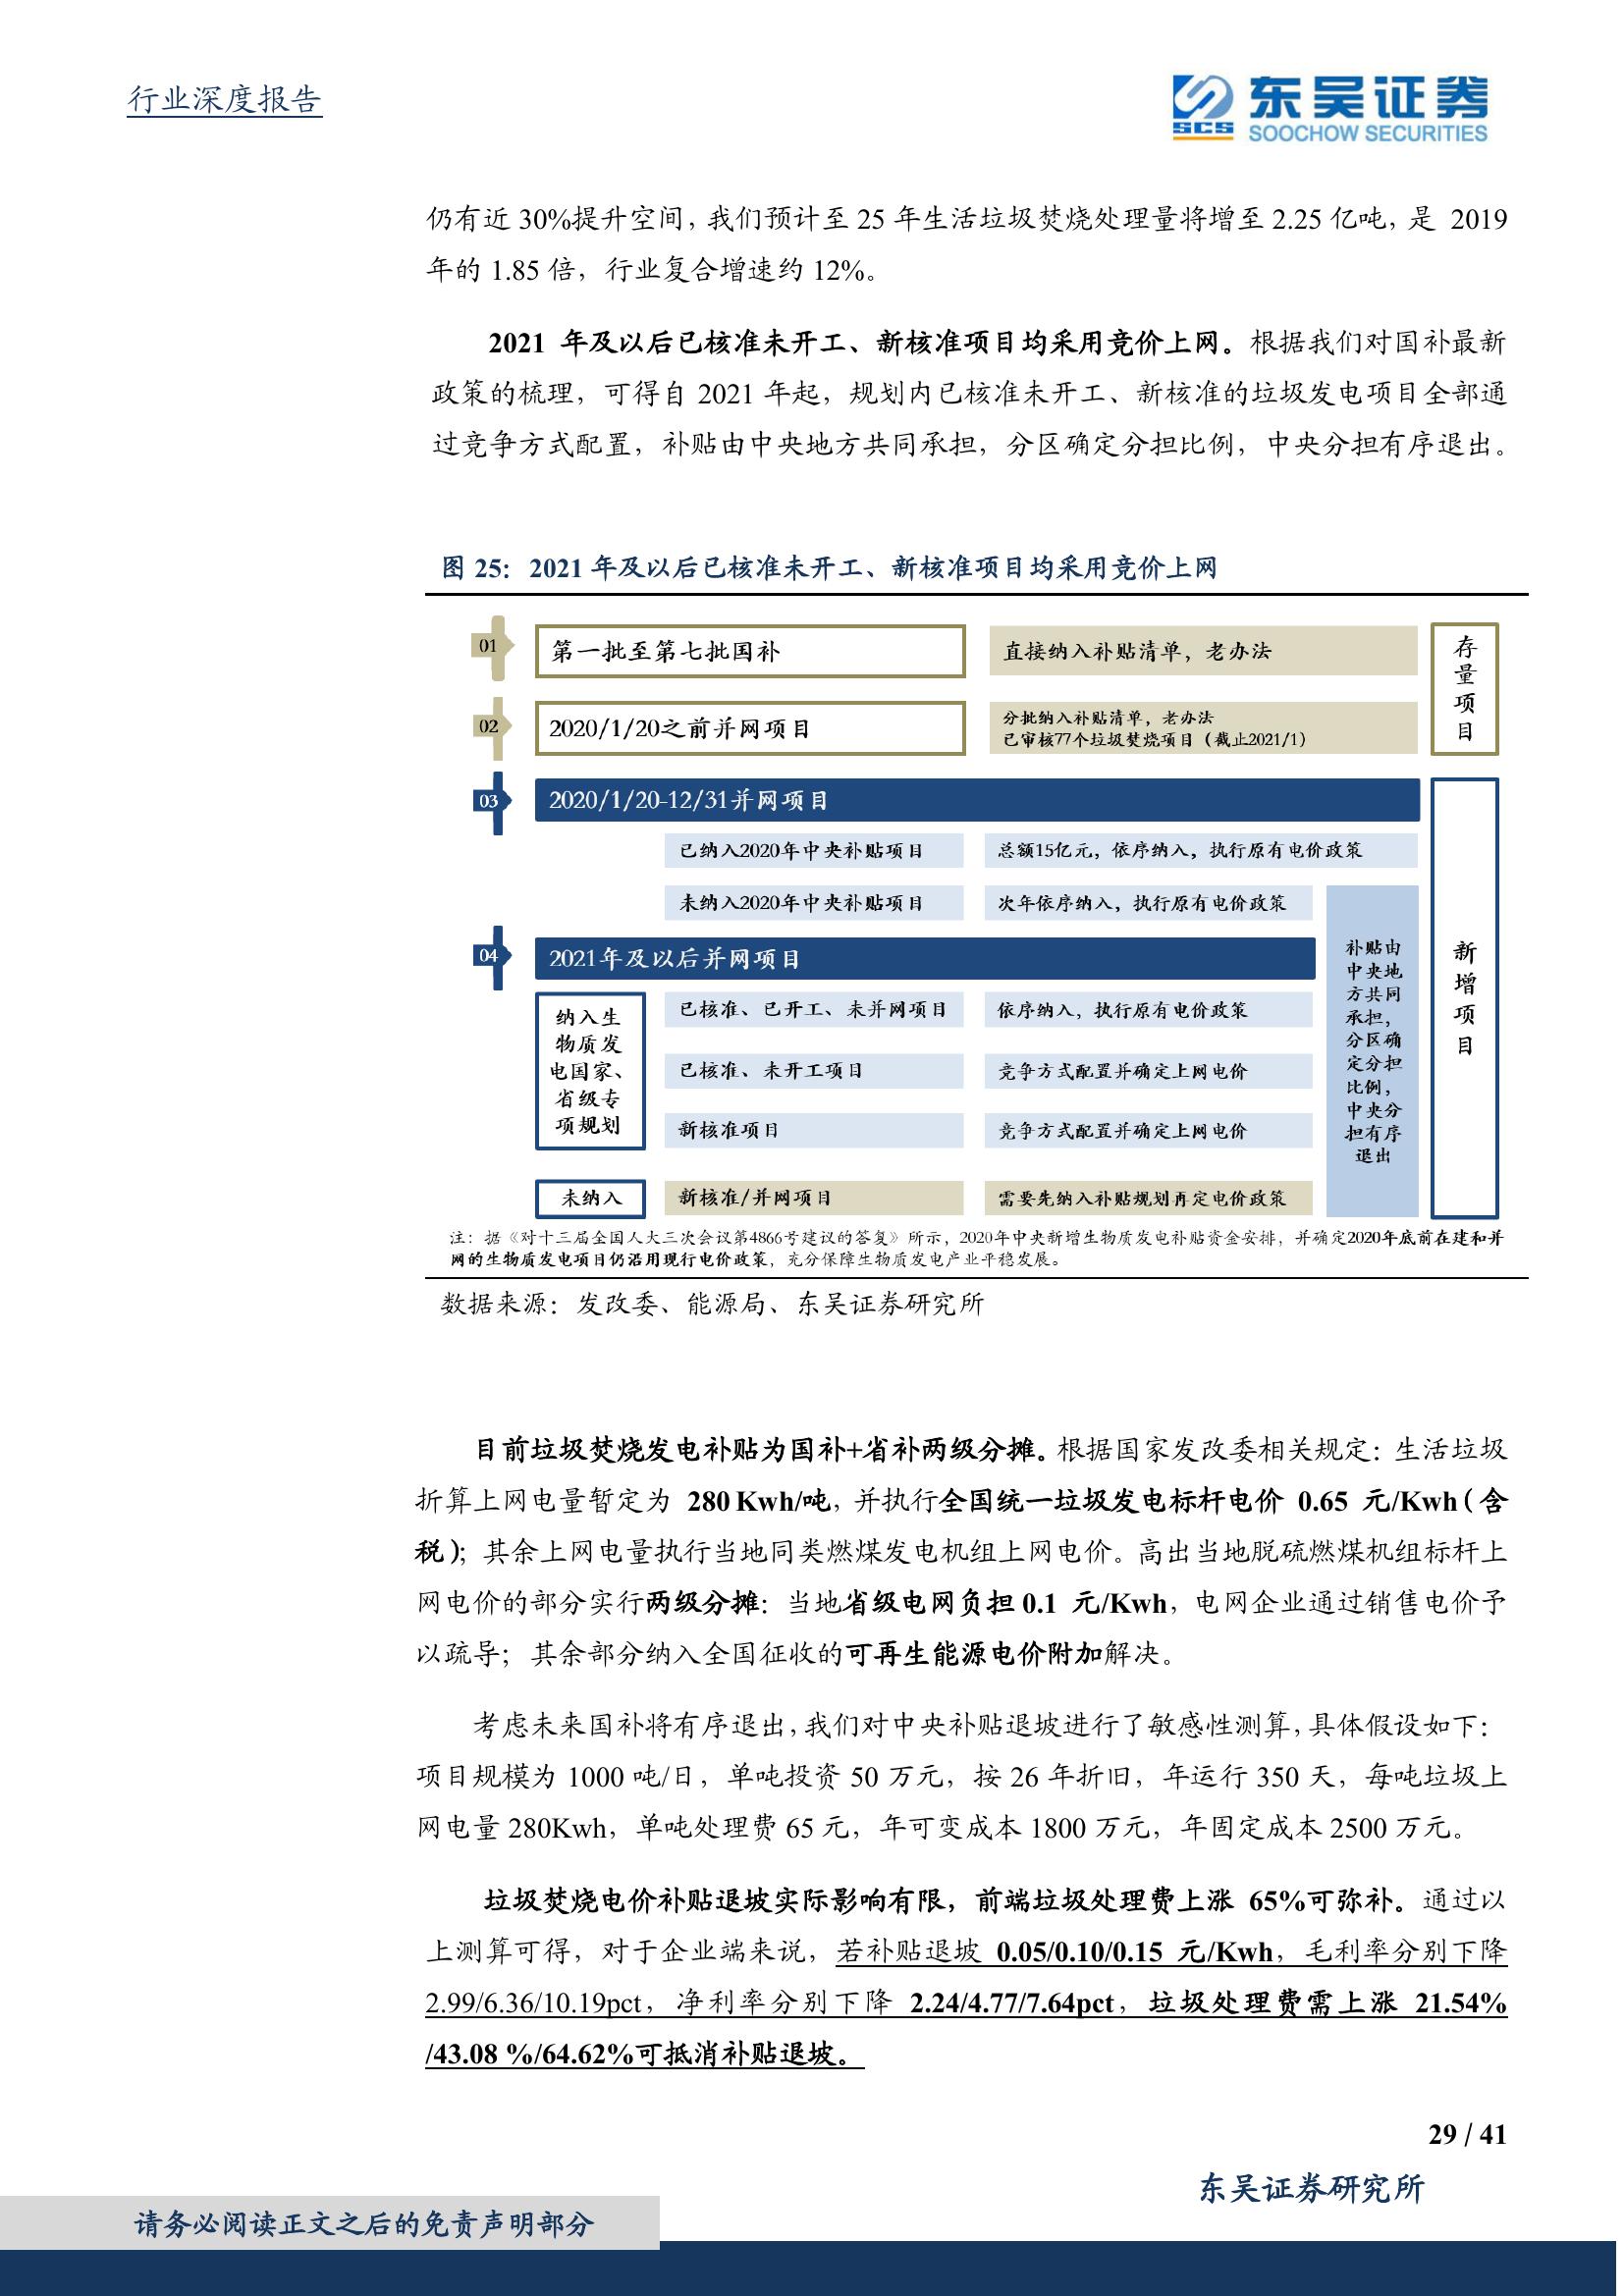 行业深度报告
东吴证券
SCS
SOOCHOW SECURITIES
仍有近 30%提升空间，我们预计至 25 年生活垃圾焚烧处理量将增至 2.25 亿吨，是 2019
年的 1.85 倍，行业复合增速约 12%。
2021 年及以后已核准未开工、新核准项目均采用竞价上网。根据我们对国补最新
政策的梳理，可得自 2021 年起，规划内已核准未开工、新核准的垃圾发电项目全部通
过竞争方式配置，补贴由中央地方共同承担，分区确定分担比例，中央分担有序退出。
图 25：2021 年及以后已核准未开工、新核准项目均采用竞价上网
01
第一批至第七批国补
直接纳入补贴清单，老办法
存
量
项
目
02
2020/1/20之前并网项目
分批纳入补贴清单，老办法
已审核77个垃圾焚烧项目（截止2021/1）
03
2020/1/20-12/31并网项目
已纳入2020年中央补贴项目
总额15亿元，依序纳入，执行原有电价政策
未纳入2020年中央补贴项目
次年依序纳入，执行原有电价政策
04
2021年及以后并网项目
纳入生
物质发
电国家、
省级专
项规划
已核准、已开工、未并网项目
依序纳入，执行原有电价政策
已核准、未开工项目
竞争方式配置并确定上网电价
新核准项目
竞争方式配置并确定上网电价
未纳入
新核准/并网项目
需要先纳入补贴规划再定电价政策
补贴由
中央地
方共同
承担，
分区确
定分担
比例，
中央分
担有序
退出
新
增
项
目
注：据《对十三届全国人大三次会议第4866号建议的答复》所示，2020年中央新增生物质发电补贴资金安排，并确定2020年底前在建和并
网的生物质发电项目仍沿用现行电价政策，充分保障生物质发电产业平稳发展。
数据来源：发改委、能源局、东吴证券研究所
目前垃圾焚烧发电补贴为国补+省补两级分摊。根据国家发改委相关规定：生活垃圾
折算上网电量暂定为 280 Kwh/吨，并执行全国统一垃圾发电标杆电价 0.65 元/Kwh（含
税）；其余上网电量执行当地同类燃煤发电机组上网电价。高出当地脱硫燃煤机组标杆上
网电价的部分实行两级分摊：当地省级电网负担 0.1 元/Kwh，电网企业通过销售电价予
以疏导；其余部分纳入全国征收的可再生能源电价附加解决。
考虑未来国补将有序退出，我们对中央补贴退坡进行了敏感性测算，具体假设如下：
项目规模为 1000 吨/日，单吨投资 50 万元，按 26 年折旧，年运行 350 天，每吨垃圾上
网电量 280Kwh，单吨处理费 65 元，年可变成本 1800 万元，年固定成本 2500 万元。
垃圾焚烧电价补贴退坡实际影响有限，前端垃圾处理费上涨 65%可弥补。通过以
上测算可得，对于企业端来说，若补贴退坡 0.05/0.10/0.15 元/Kwh，毛利率分别下降
2.99/6.36/10.19pct，净利率分别下降 2.24/4.77/7.64pct，垃圾处理费需上涨 21.54%
/43.08 %/64.62%可抵消补贴退坡。
29 / 41
东吴证券研究所
请务必阅读正文之后的免责声明部分